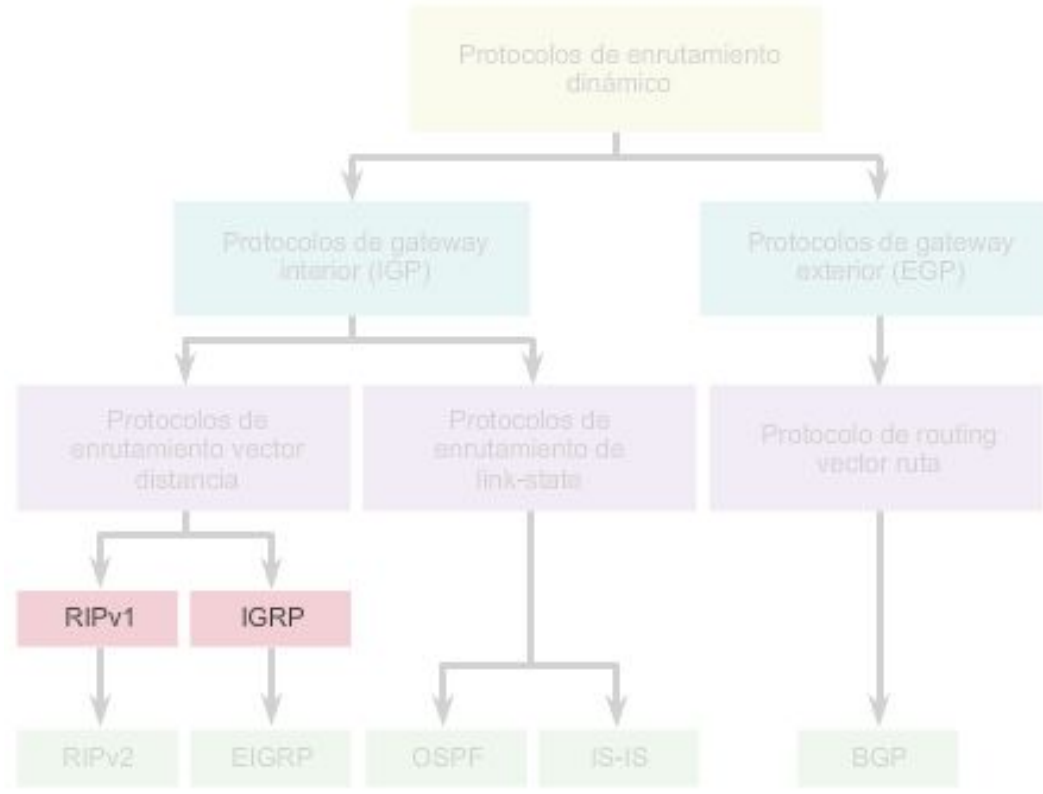 Protocolos de enrutamiento
dinámico
Protocolos de gateway
interior (IGP)
Protocolos de gateway
exterior (EGP)
Protocolos de
enrutamiento vector
distancia
Protocolos de
enrutamiento de
link-state
Protocolo de routing
vector ruta
RIPv1
IGRP
RIPv2
EIGRP
OSPF
IS-IS
BGP